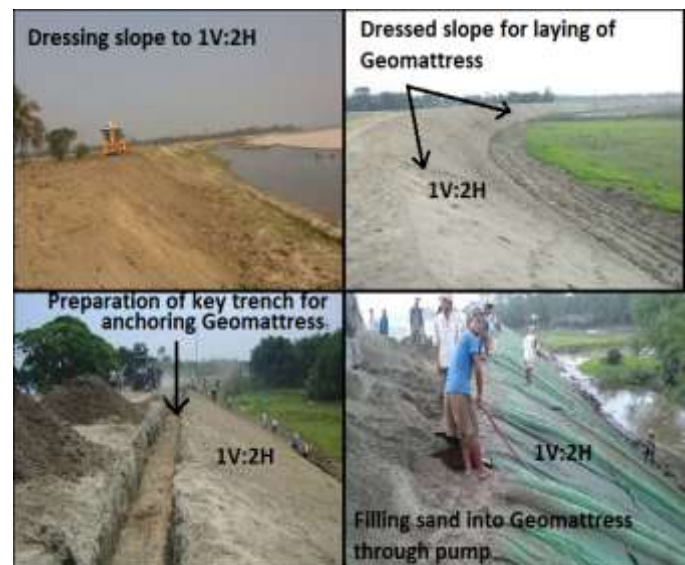 Dressing slope to 1V:2H
Dressed slope for laying of
Geomattress
1V:2H
Preparation of key trench for
anchoring Geomattress
1V:2H
1V:2H
Filling sand into Geomattress
through pump